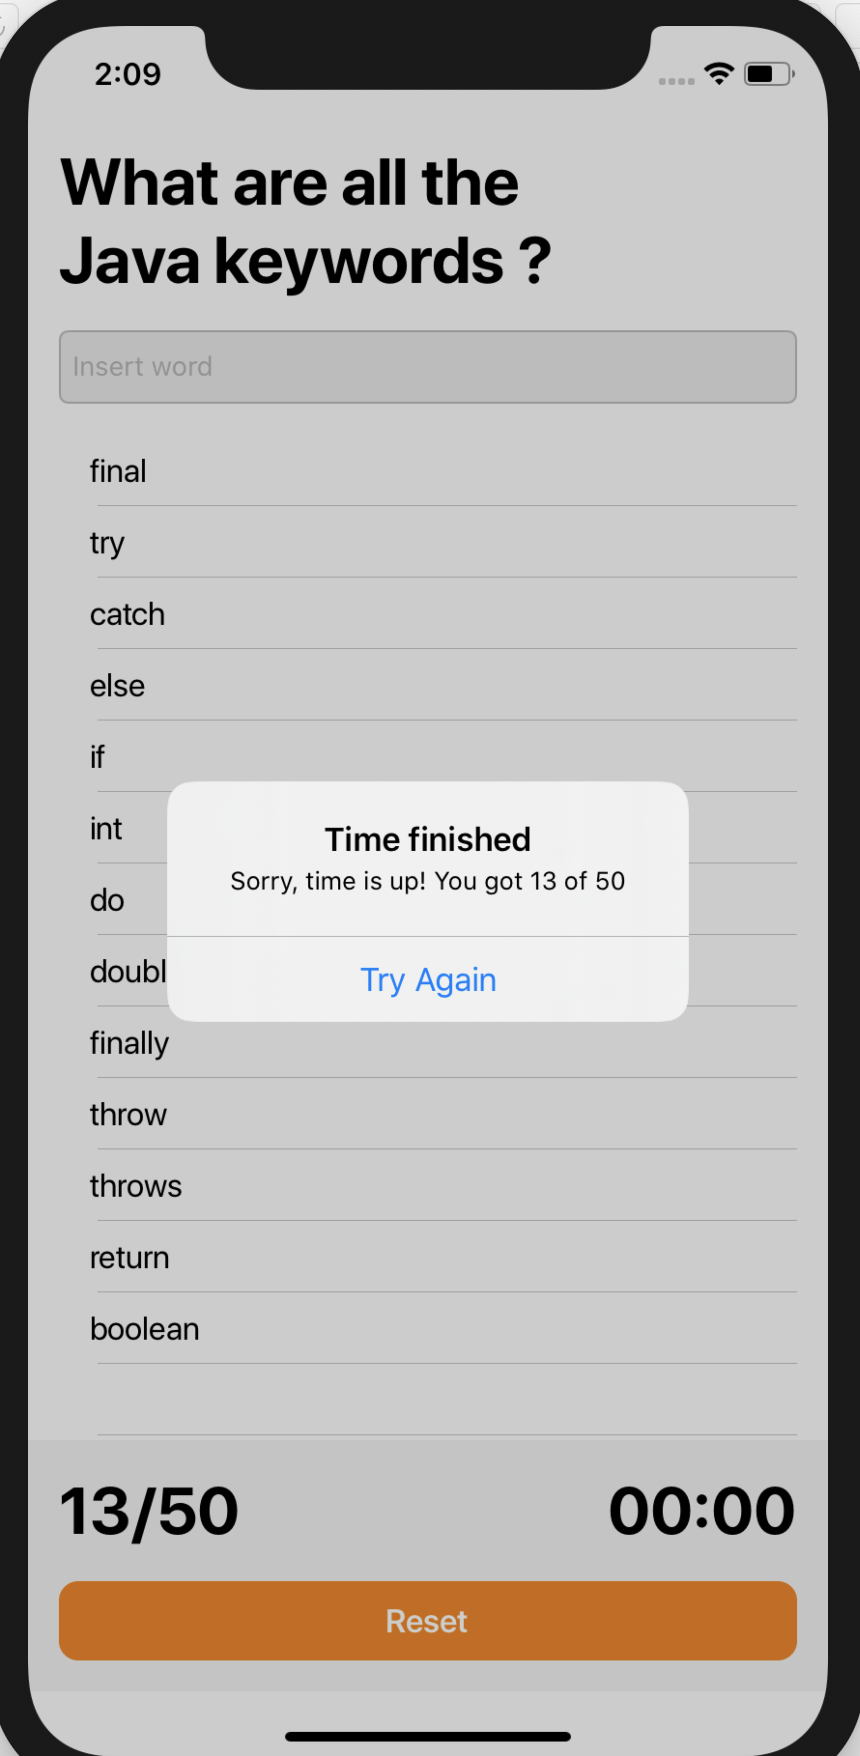 2:09
What are all the
Java keywords ?
Insert word
final
try
catch
else
if
int
do
doubl
finally
throw
throws
return
boolean
Time finished
Sorry, time is up! You got 13 of 50
Try Again
13/50
00:00
Reset